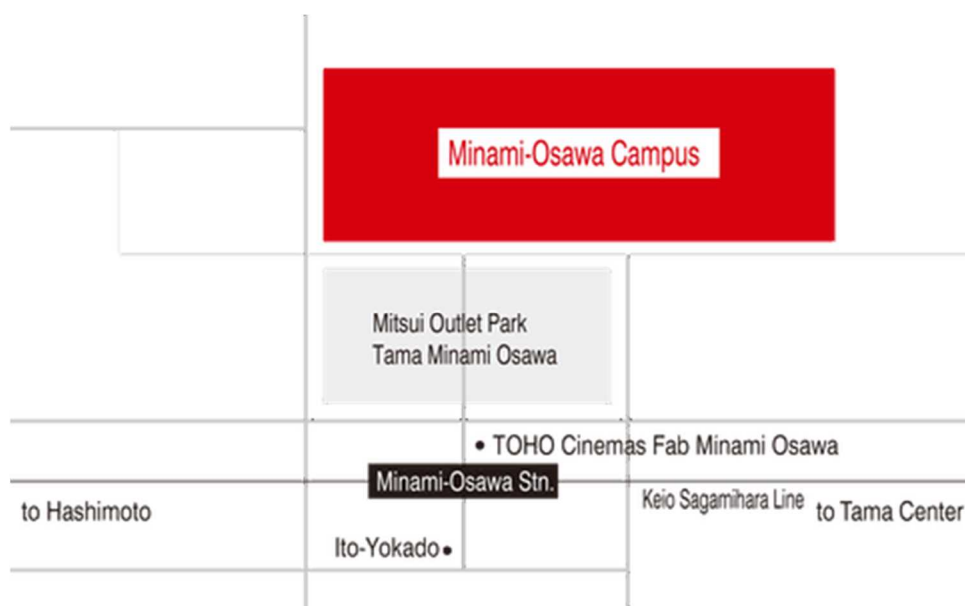 Minami-Osawa Campus
Mitsui Outlet Park
Tama Minami Osawa
TOHO Cinemas Fab Minami Osawa
Minami-Osawa Stn.
to Hashimoto
Keio Sagamihara Line
to Tama Center
Ito-Yokado